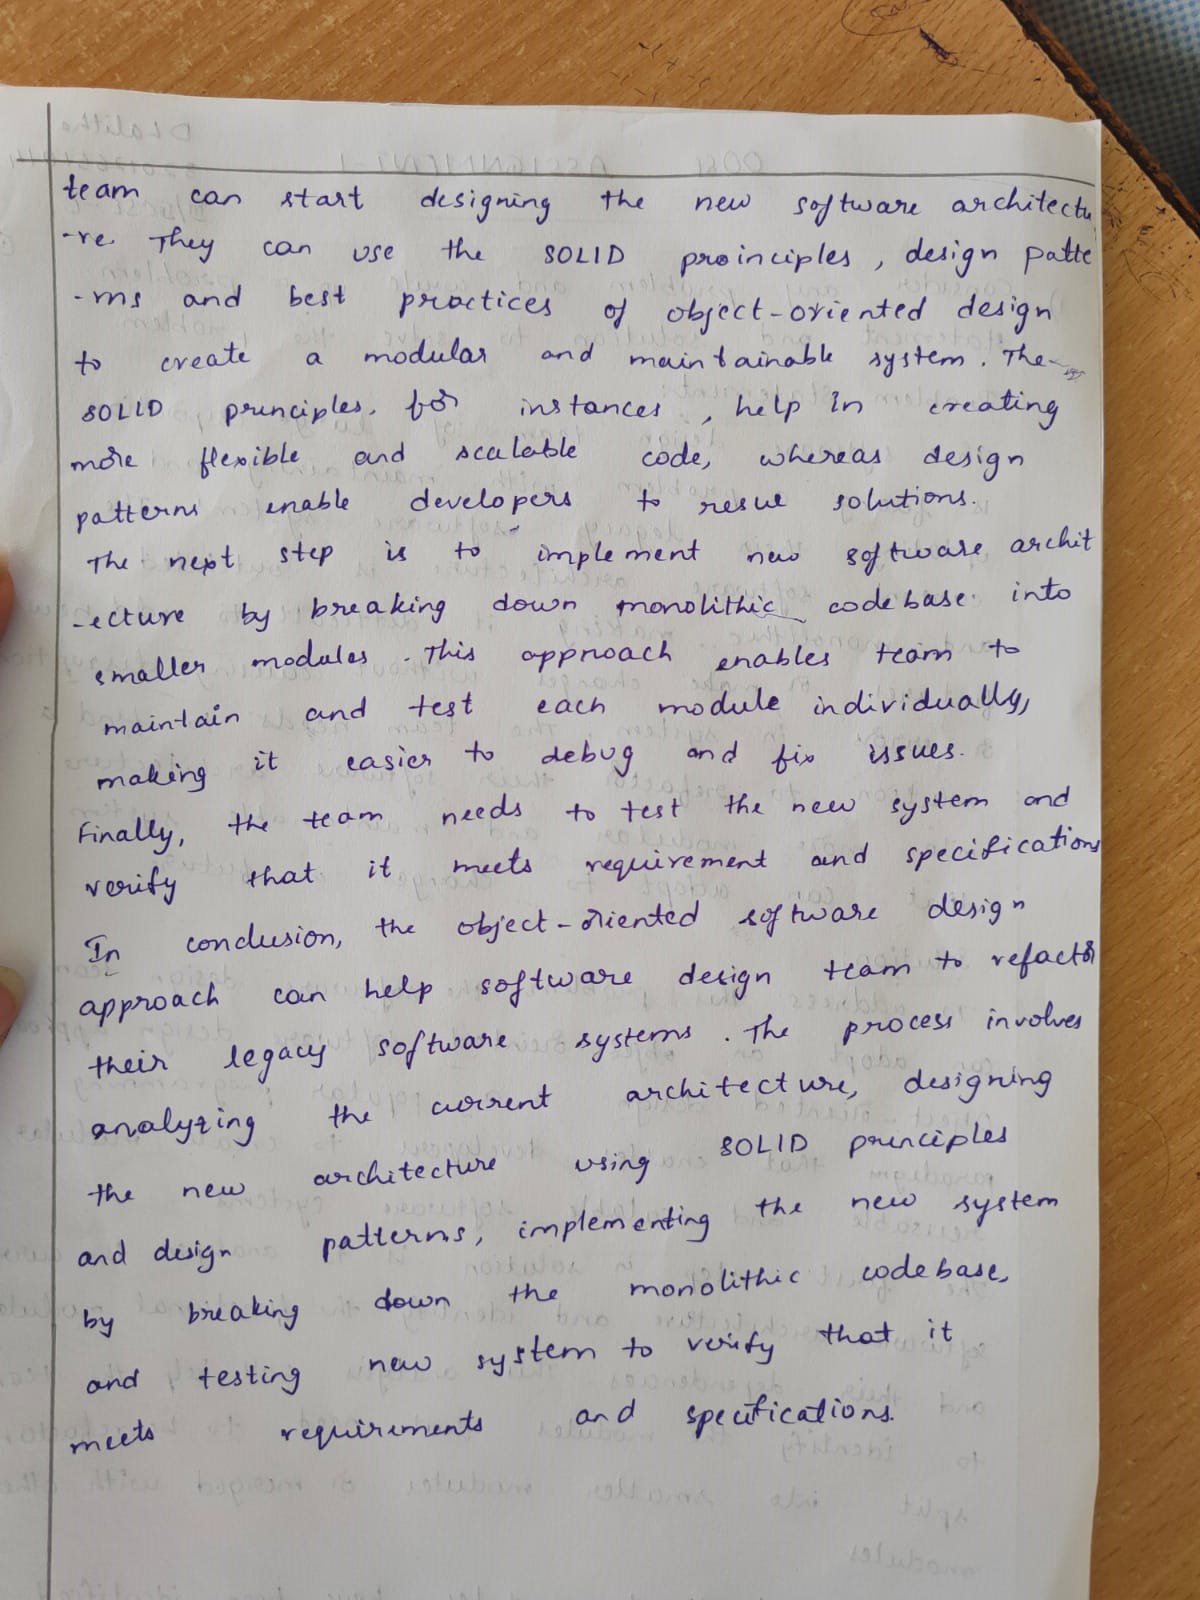 team can start designing the new software architectu
-re. They can use the SOLID proinciples, design patte
-rns and best practices of object-oriented design
to create a modular and maintainable system. The
SOLID principles. for instances, help in creating
more flexible and scalable code, whereas design
patterns enable developers to resue solutions.
The next step is to implement new software archit
-ecture by breaking down monolithic codebase into
smaller modules. This approach enables team to
maintain and test each module individually,
making it easier to debug and fix issues.
Finally, the team needs to test the new system and
verify that it meets requirement and specifications
In conclusion, the object-oriented software design
approach can help software design team to refactor
their legacy software systems. The process involves
analyzing the current architecture, designing
the new architecture using SOLID principles
and design patterns, implementing the new system
by breaking down the monolithic codebase,
and testing new system to verify that it
meets requirements and specifications.